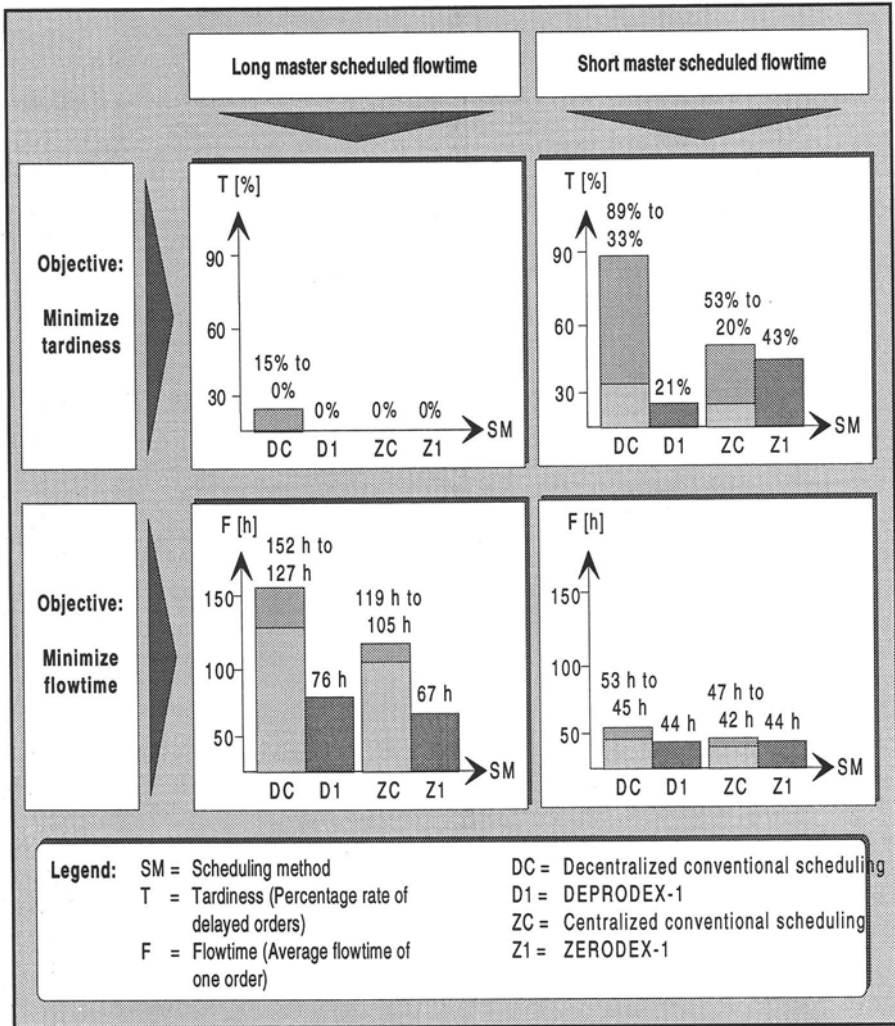 Long master scheduled flowtime
Short master scheduled flowtime
Objective:
Minimize
tardiness
T [%]
90
60
30
15% to
0%
0%
0%
0%
DC D1 ZC Z1
SM
T [%]
90
60
30
89% to
33%
21%
53% to
20%
43%
DC D1 ZC Z1
SM
Objective:
Minimize
flowtime
F [h]
150
100
50
152 h to
127 h
76 h
119 h to
105 h
67 h
DC D1 ZC Z1
SM
F [h]
150
100
50
53 h to
45 h
44 h
47 h to
42 h
44 h
DC D1 ZC Z1
SM
Legend:
SM = Scheduling method
T = Tardiness (Percentage rate of
delayed orders)
F = Flowtime (Average flowtime of
one order)
DC = Decentralized conventional scheduling
D1 = DEPRODEX-1
ZC = Centralized conventional scheduling
Z1 = ZERODEX-1